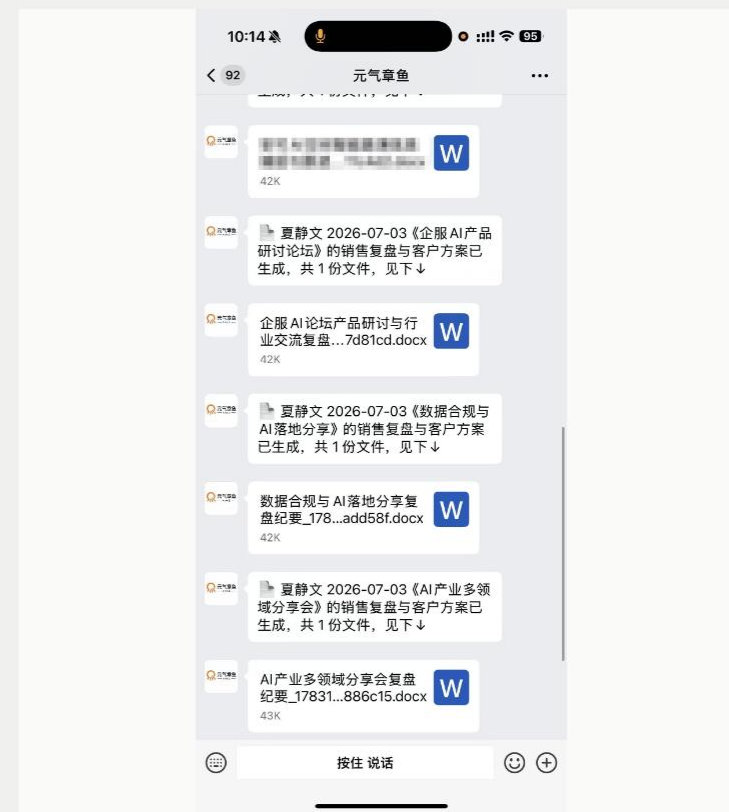 10:14
95
92
元气章鱼
42K
夏静文 2026-07-03《企服AI产品
研讨论坛》的销售复盘与客户方案已
生成，共1份文件，见下↓
企服AI论坛产品研讨与行
业交流复盘...7d81cd.docx
W
42K
夏静文 2026-07-03《数据合规与
AI落地分享》的销售复盘与客户方案
已生成，共1份文件，见下↓
数据合规与AI落地分享复
盘纪要_178...add58f.docx
W
42K
夏静文 2026-07-03《AI产业多领
域分享会》的销售复盘与客户方案已
生成，共1份文件，见下↓
AI产业多领域分享会复盘
纪要_17831...886c15.docx
W
43K
按住 说话